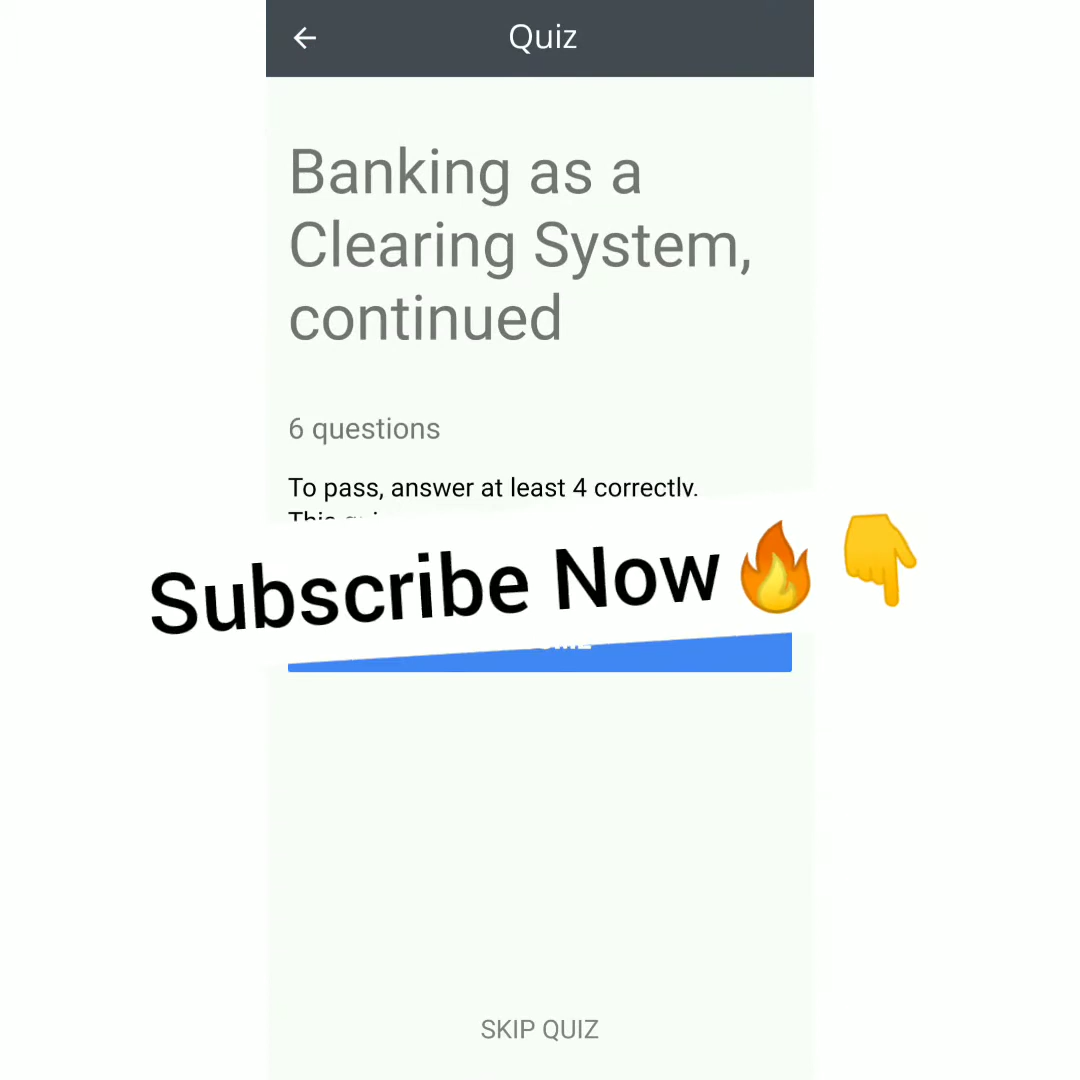 Quiz
Banking as a
Clearing System,
continued
6 questions
To pass, answer at least 4 correctly.
This
Subscribe Now🔥👇
SKIP QUIZ